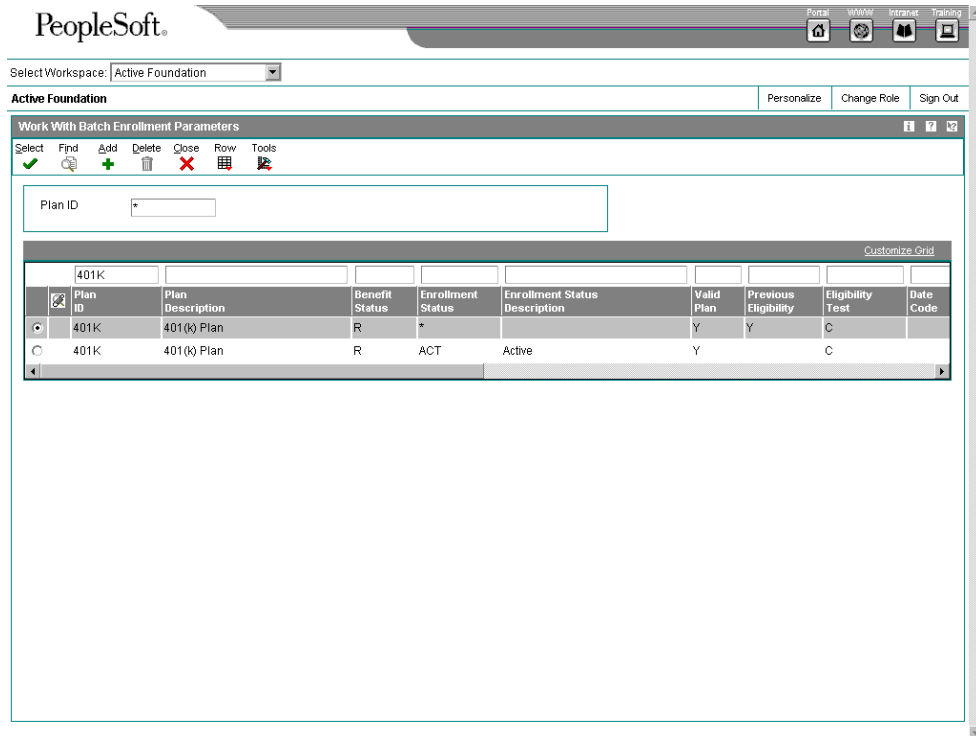 PeopleSoft®
Portal WWW Intranet Training
Select Workspace: Active Foundation
Active Foundation Personalize Change Role Sign Out
Work With Batch Enrollment Parameters i ? ?
Select Find Add Delete Close Row Tools
Plan ID *
Customize Grid
401K
Plan ID Plan Description Benefit Status Enrollment Status Enrollment Status Description Valid Plan Previous Eligibility Eligibility Test Date Code
401K 401(k) Plan R * Y Y C
401K 401(k) Plan R ACT Active Y C